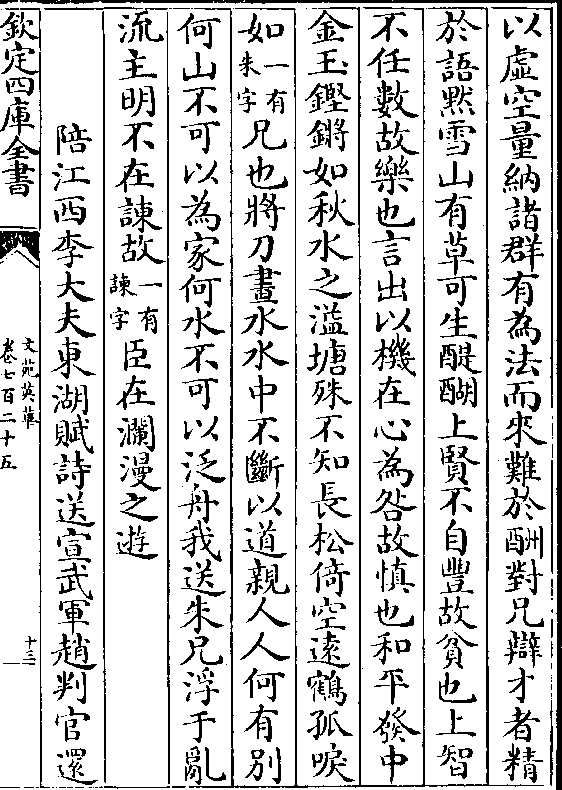 以虛空量納諸群有為法而來難於酬對兄辯才者精
於語黙雪山有草可生醍醐上賢不自豐故貧也上智
不任數故樂也言出以機在心為咎故慎也和平發中
金玉鏗鏘如秋水之溢塘殊不知長松倚空遠鶴孤唳
如一有朱字兄也將刀畫水水中不斷以道親人人何有別
何山不可以為家何水不可以泛舟我送朱兄浮于亂
流主明不在諫故一有諫字臣在瀾漫之遊
陪江西李大夫東湖賦詩送宣武軍趙判官還
欽定四庫全書
文苑英華
卷七百二十五
十三